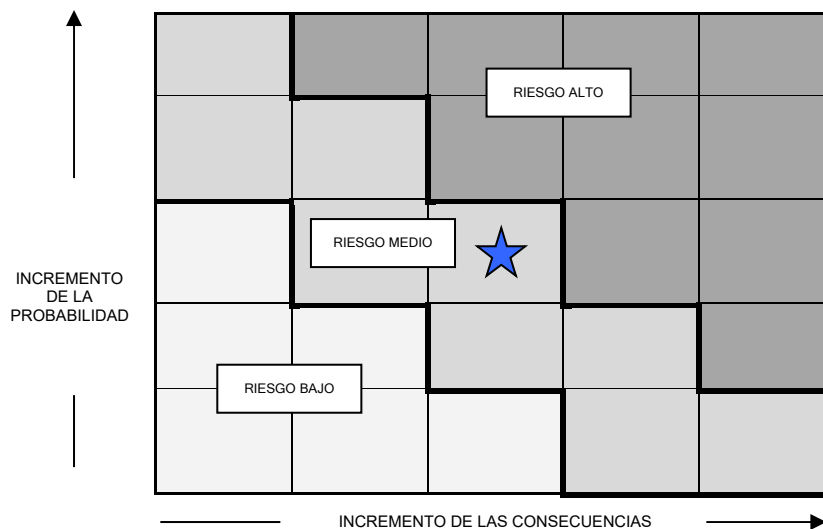 RIESGO ALTO
RIESGO MEDIO
INCREMENTO
DE LA
PROBABILIDAD
RIESGO BAJO
INCREMENTO DE LAS CONSECUENCIAS